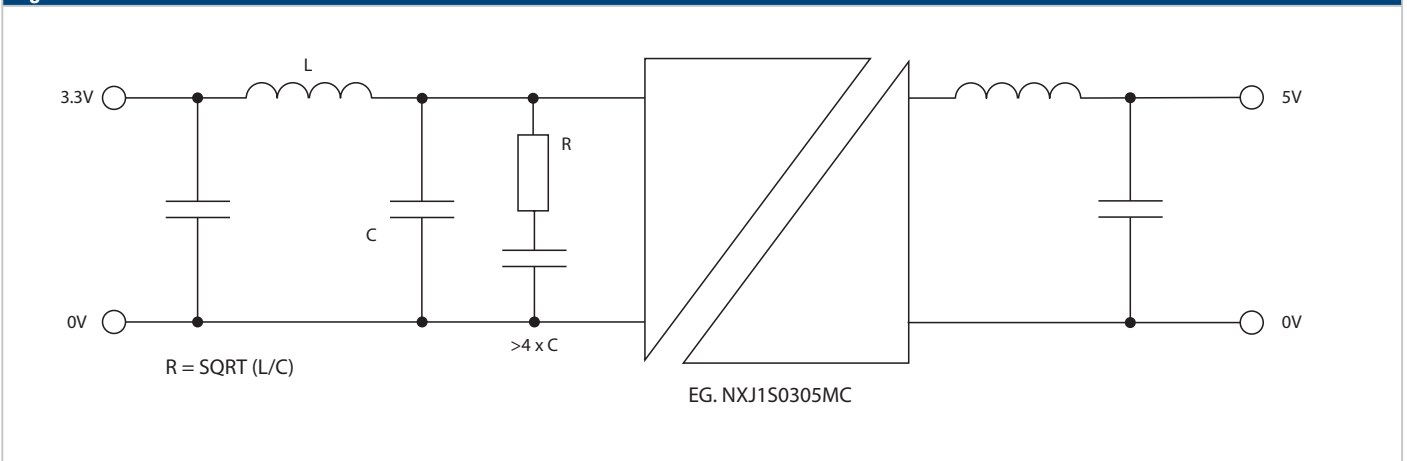 L
3.3V
5V
R
C
0V
0V
>4 x C
R = SQRT (L/C)
EG. NXJ1S0305MC